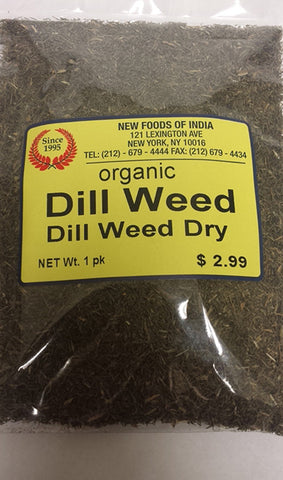 Since
1995
NEW FOODS OF INDIA
121 LEXINGTON AVE
NEW YORK, NY 10016
TEL: (212) - 679 - 4444 FAX: (212) 679 - 4434
organic
Dill Weed
Dill Weed Dry
NET Wt. 1 pk
$ 2.99